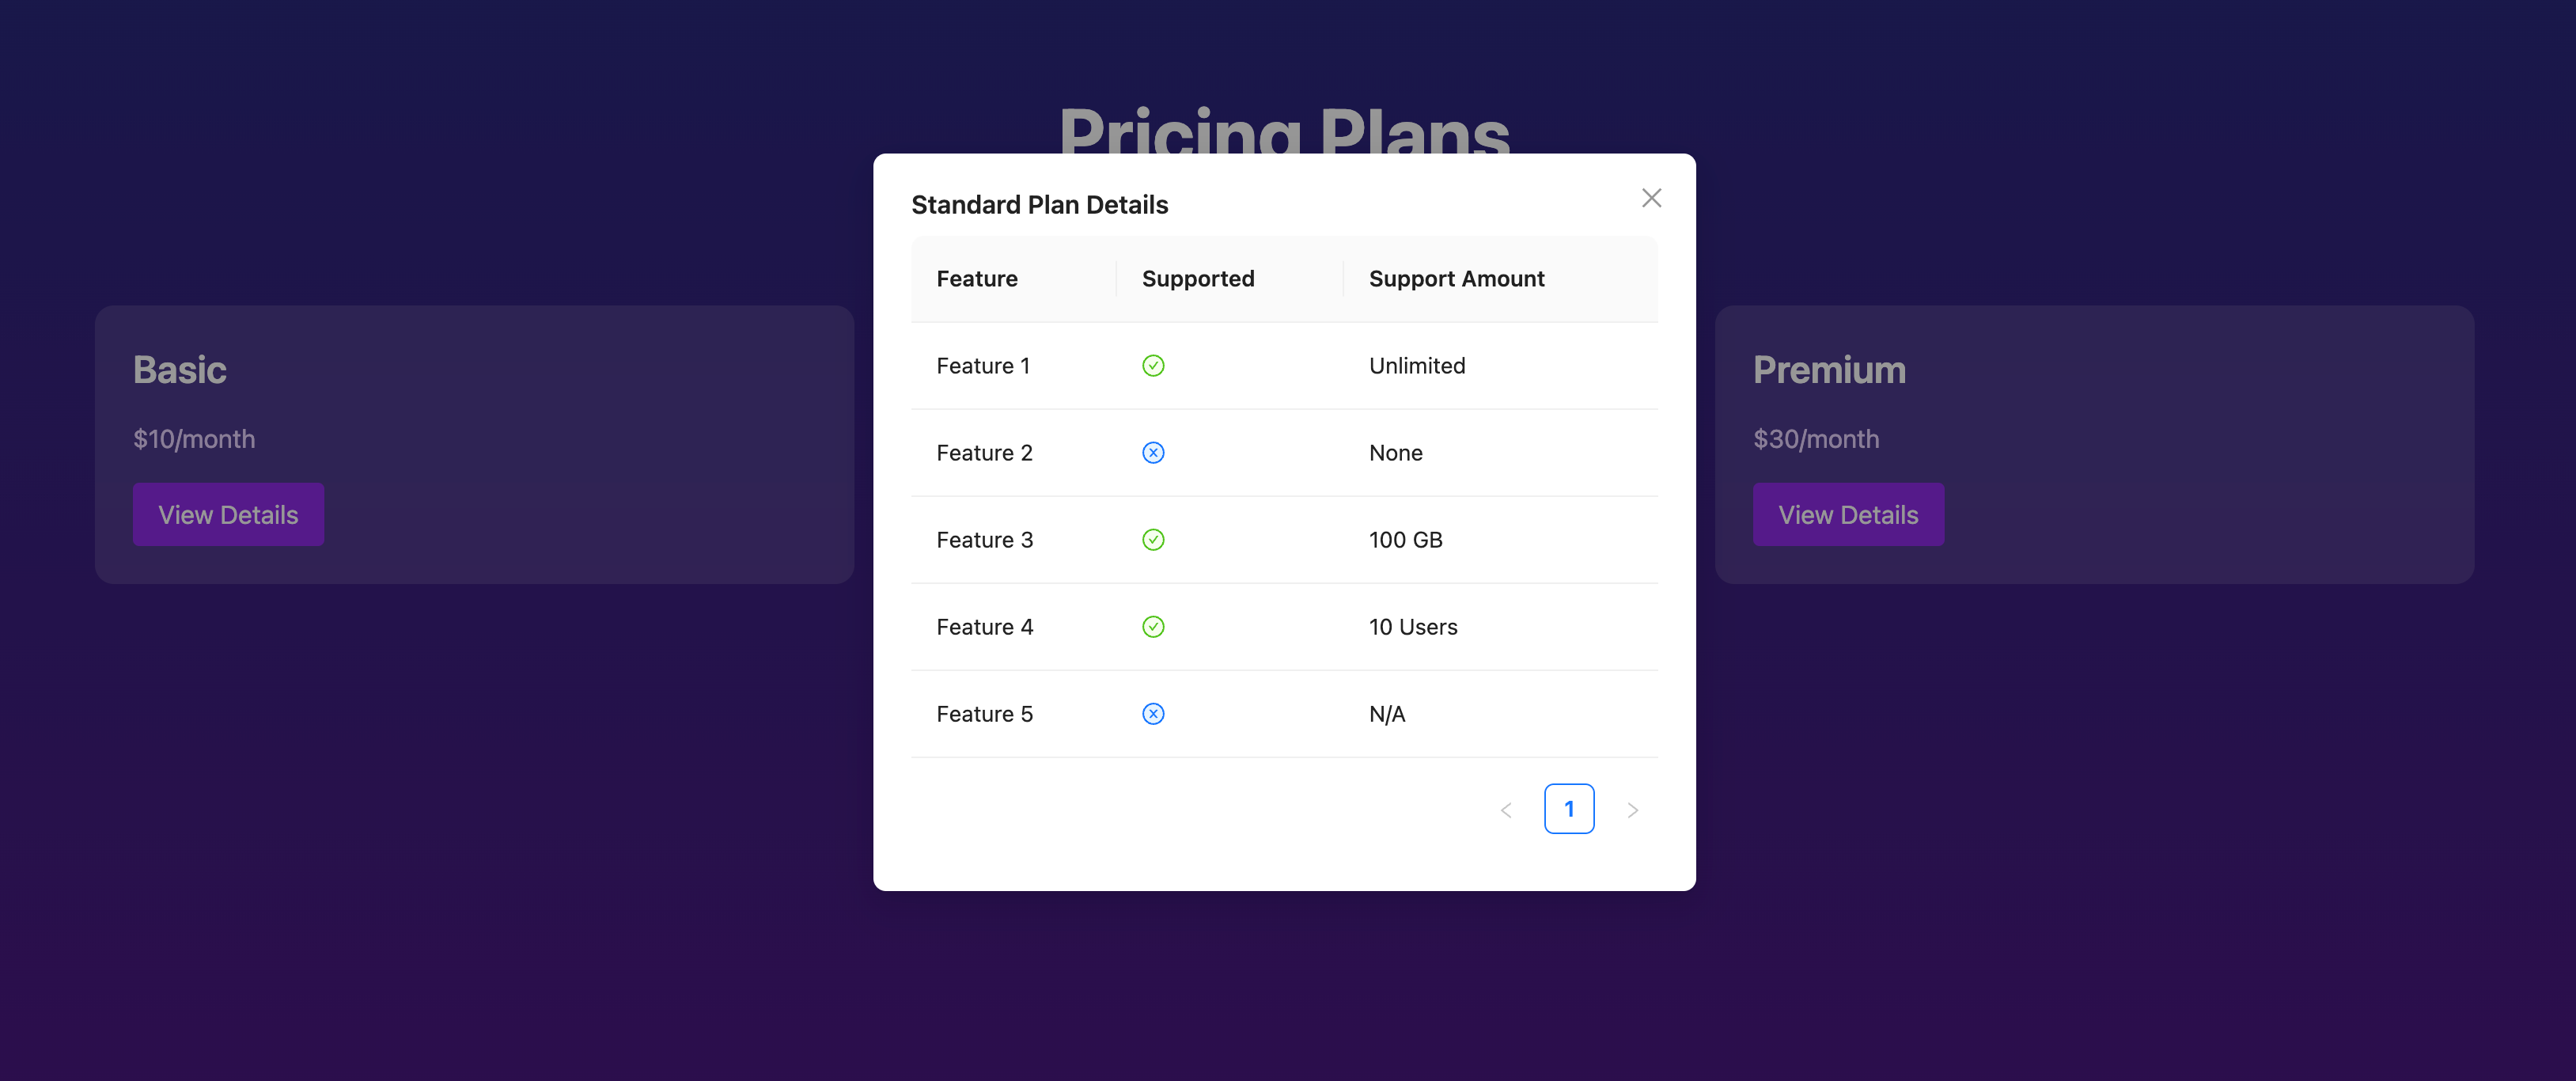 Pricing Plans
Standard Plan Details
Feature Supported Support Amount
Feature 1 Unlimited
Feature 2 None
Feature 3 100 GB
Feature 4 10 Users
Feature 5 N/A
1
Basic
$10/month
View Details
Premium
$30/month
View Details